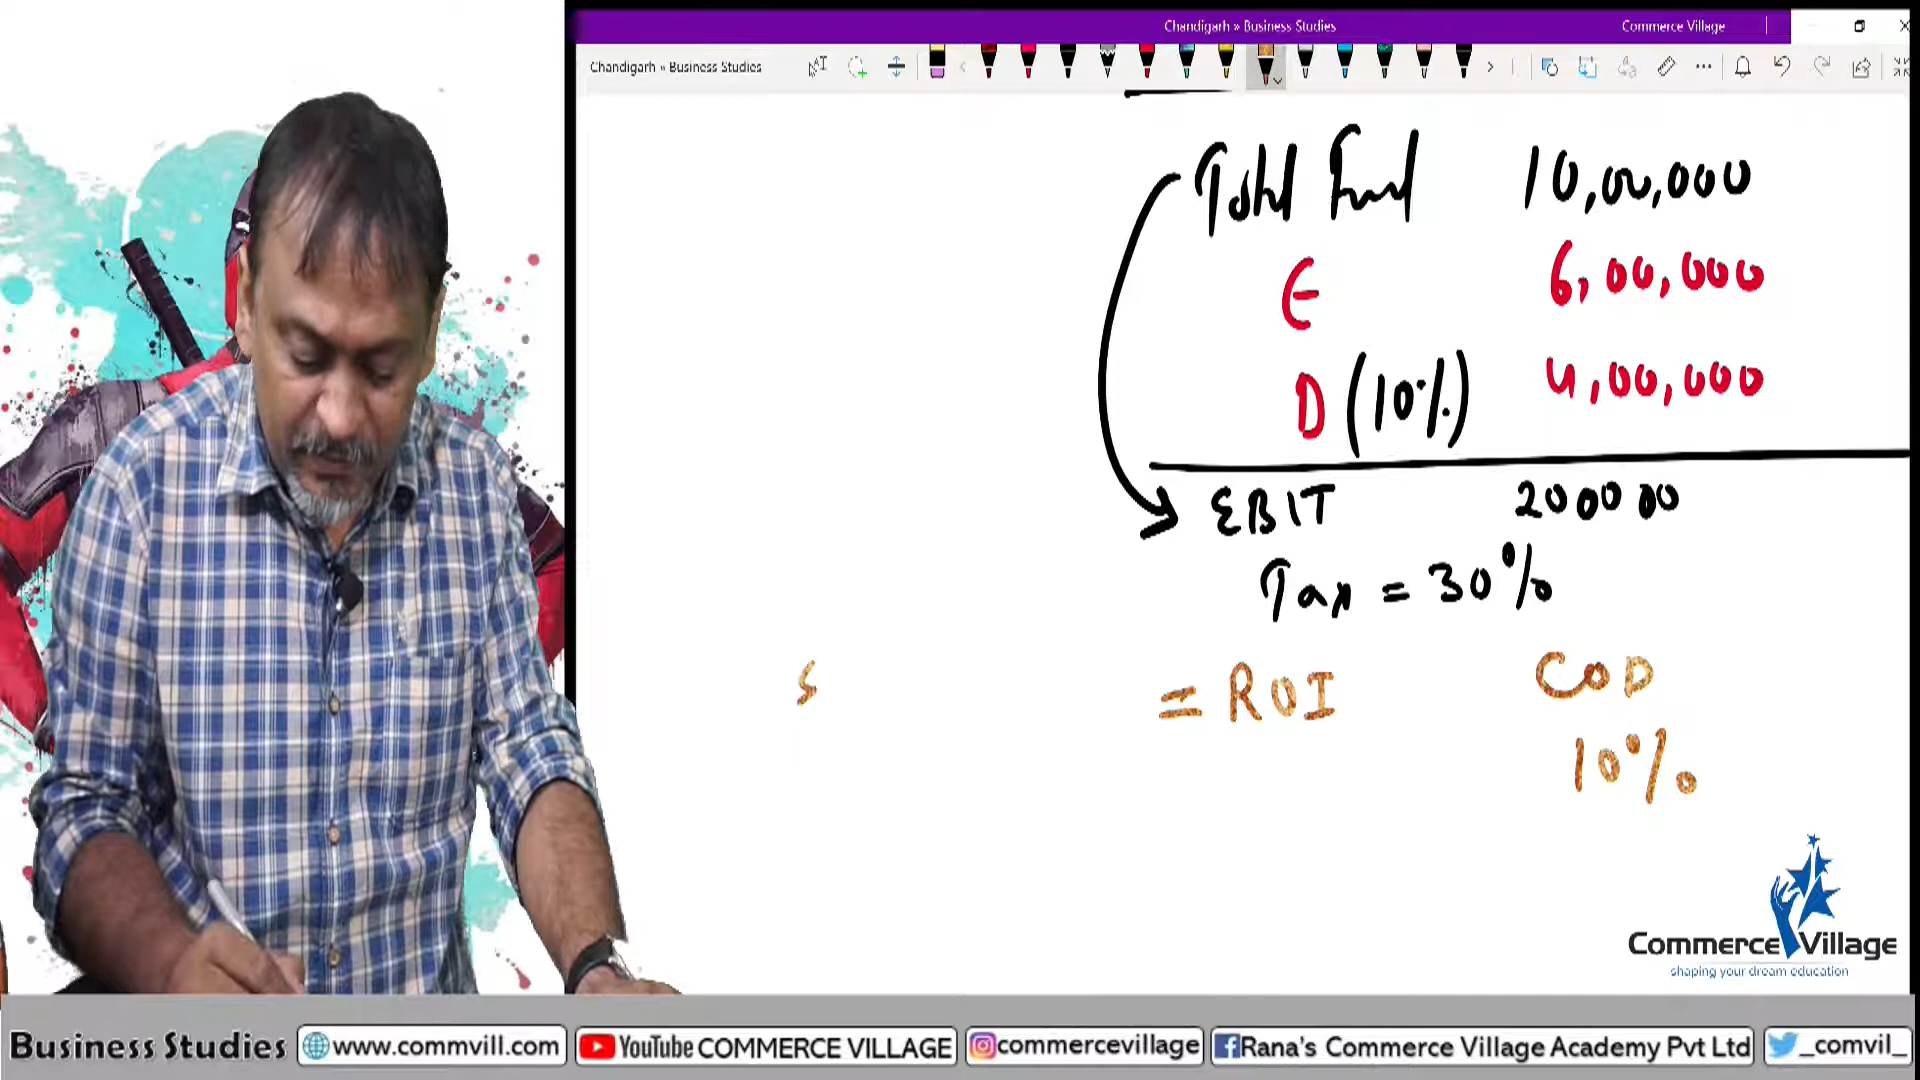 Chandigarh » Business Studies
Commerce Village
Chandigarh » Business Studies
Total Fund 10,00,000
E 6,00,000
D (10%) 4,00,000
EBIT 200000
Tax = 30%
S = ROI COD
10%
Commerce Village
shaping your dream education
Business Studies
www.commvill.com
YouTube COMMERCE VILLAGE
commercevillage
Rana's Commerce Village Academy Pvt Ltd
_comvil_